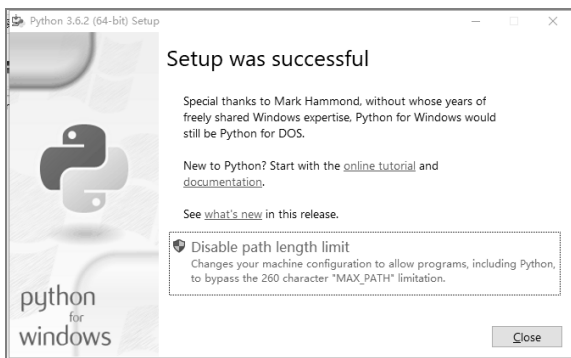 Python 3.6.2 (64-bit) Setup
Setup was successful
Special thanks to Mark Hammond, without whose years of
freely shared Windows expertise, Python for Windows would
still be Python for DOS.
New to Python? Start with the online tutorial and
documentation.
See what's new in this release.
Disable path length limit
Changes your machine configuration to allow programs, including Python,
to bypass the 260 character "MAX_PATH" limitation.
python
for
windows
Close